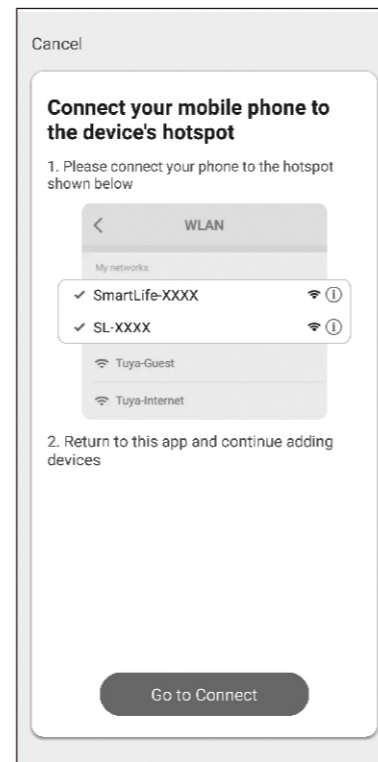 Cancel
Connect your mobile phone to
the device's hotspot
1. Please connect your phone to the hotspot
shown below
WLAN
My networks
SmartLife-XXXX
SL-XXXX
Tuya-Guest
Tuya-Internet
2. Return to this app and continue adding
devices
Go to Connect